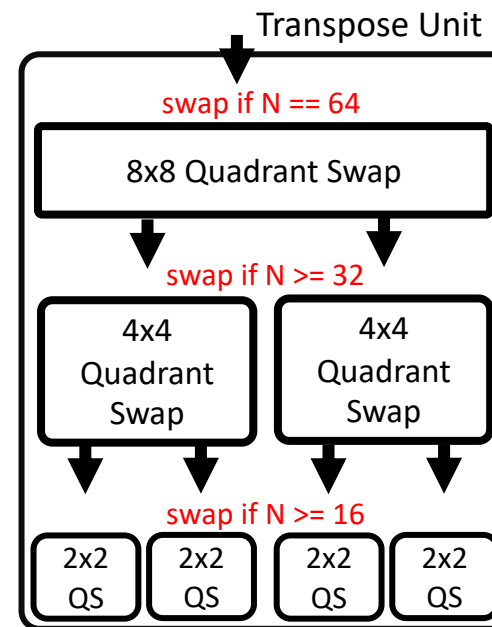 Transpose Unit
swap if N == 64
8x8 Quadrant Swap
swap if N >= 32
4x4
Quadrant
Swap
4x4
Quadrant
Swap
swap if N >= 16
2x2
QS
2x2
QS
2x2
QS
2x2
QS